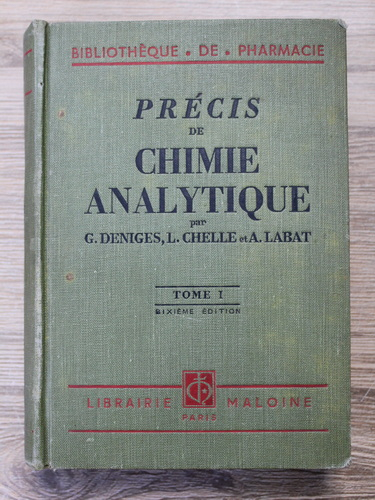 BIBLIOTHÈQUE • DE • PHARMACIE
PRÉCIS
DE
CHIMIE
ANALYTIQUE
par
G. DENIGES, L. CHELLE et A. LABAT
TOME I
SIXIÈME ÉDITION
LIBRAIRIE MALOINE
PARIS